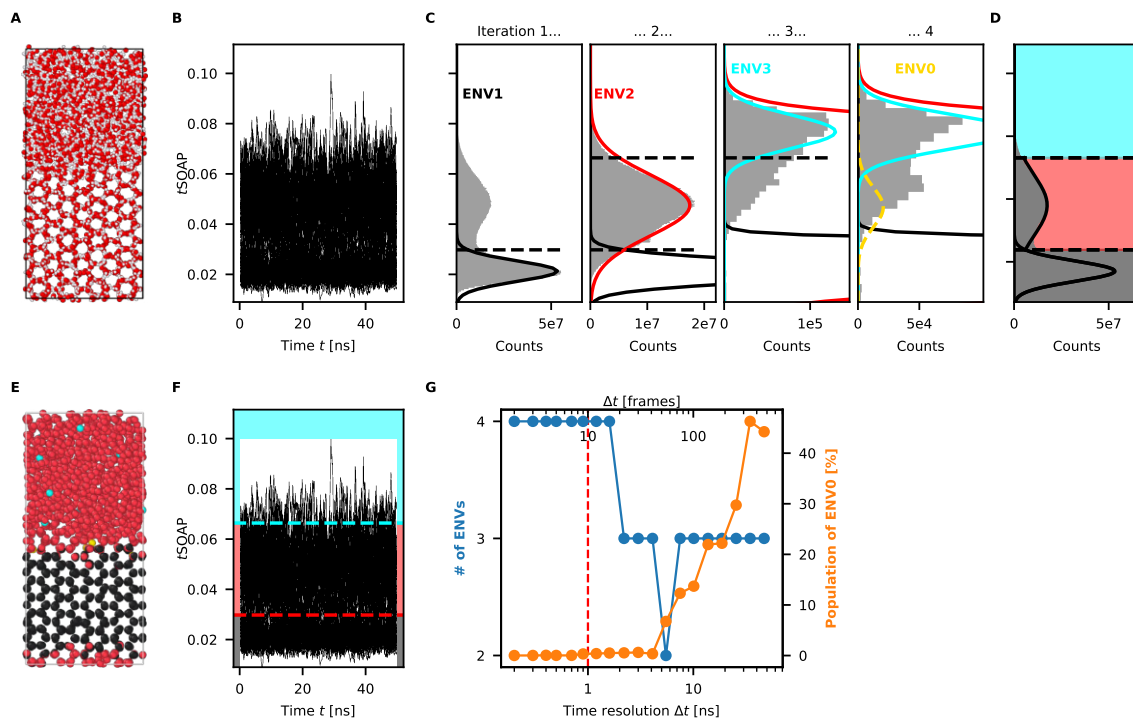 A
B
C
D
Iteration 1...
... 2...
... 3...
... 4
0.10
0.08
0.06
0.04
0.02
tSOAP
ENV1
ENV2
ENV3
ENV0
0 20 40
Time t [ns]
0 5e7
Counts
0 1e7 2e7
Counts
0 1e5
Counts
0 5e4
Counts
0 5e7
Counts
E
F
G
0.10
0.08
0.06
0.04
0.02
tSOAP
0 20 40
Time t [ns]
Δt [frames]
10 100
4
3
2
# of ENVs
40
30
20
10
0
Population of ENV0 [%]
1 10
Time resolution Δt [ns]